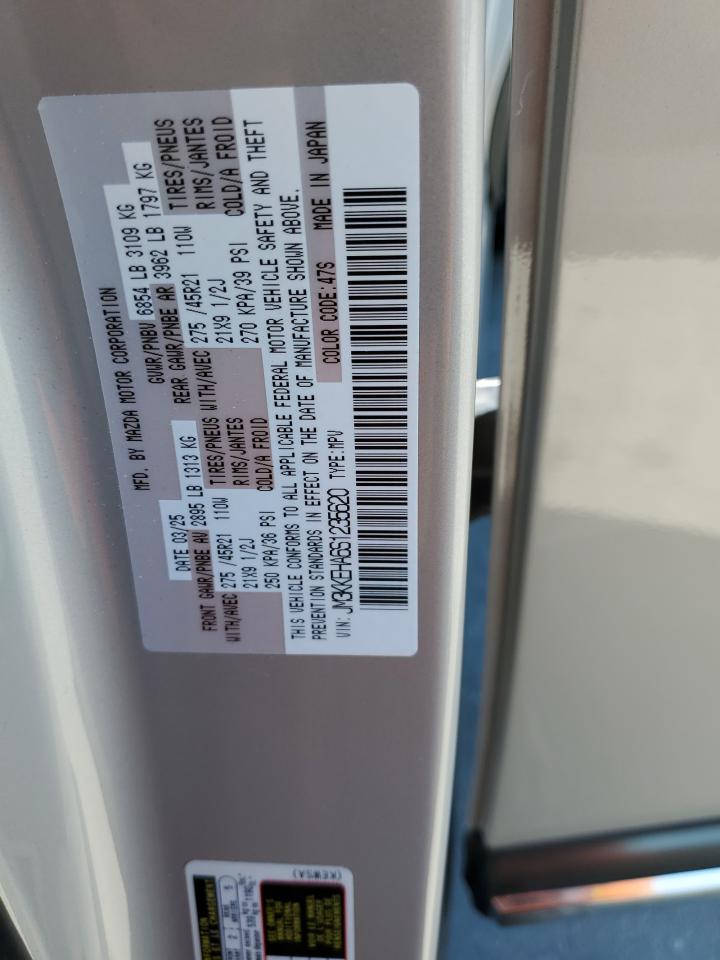 MFD. BY MAZDA MOTOR CORPORATION
DATE 03/25 GVWR/PNBV 6854 LB 3109 KG
FRONT GAWR/PNBE AV 2895 LB 1313 KG REAR GAWR/PNBE AR 3962 LB 1797 KG
WITH/AVEC 275 /45R21 110W TIRES/PNEUS WITH/AVEC 275 /45R21 110W TIRES/PNEUS
21X9 1/2J RIMS/JANTES 21X9 1/2J RIMS/JANTES
250 KPA/36 PSI COLD/A FROID 270 KPA/39 PSI COLD/A FROID
THIS VEHICLE CONFORMS TO ALL APPLICABLE FEDERAL MOTOR VEHICLE SAFETY AND THEFT
PREVENTION STANDARDS IN EFFECT ON THE DATE OF MANUFACTURE SHOWN ABOVE.
VIN: JM3KKEHA6S1235620 TYPE:MPV COLOR CODE:47S MADE IN JAPAN
(KEWSA)